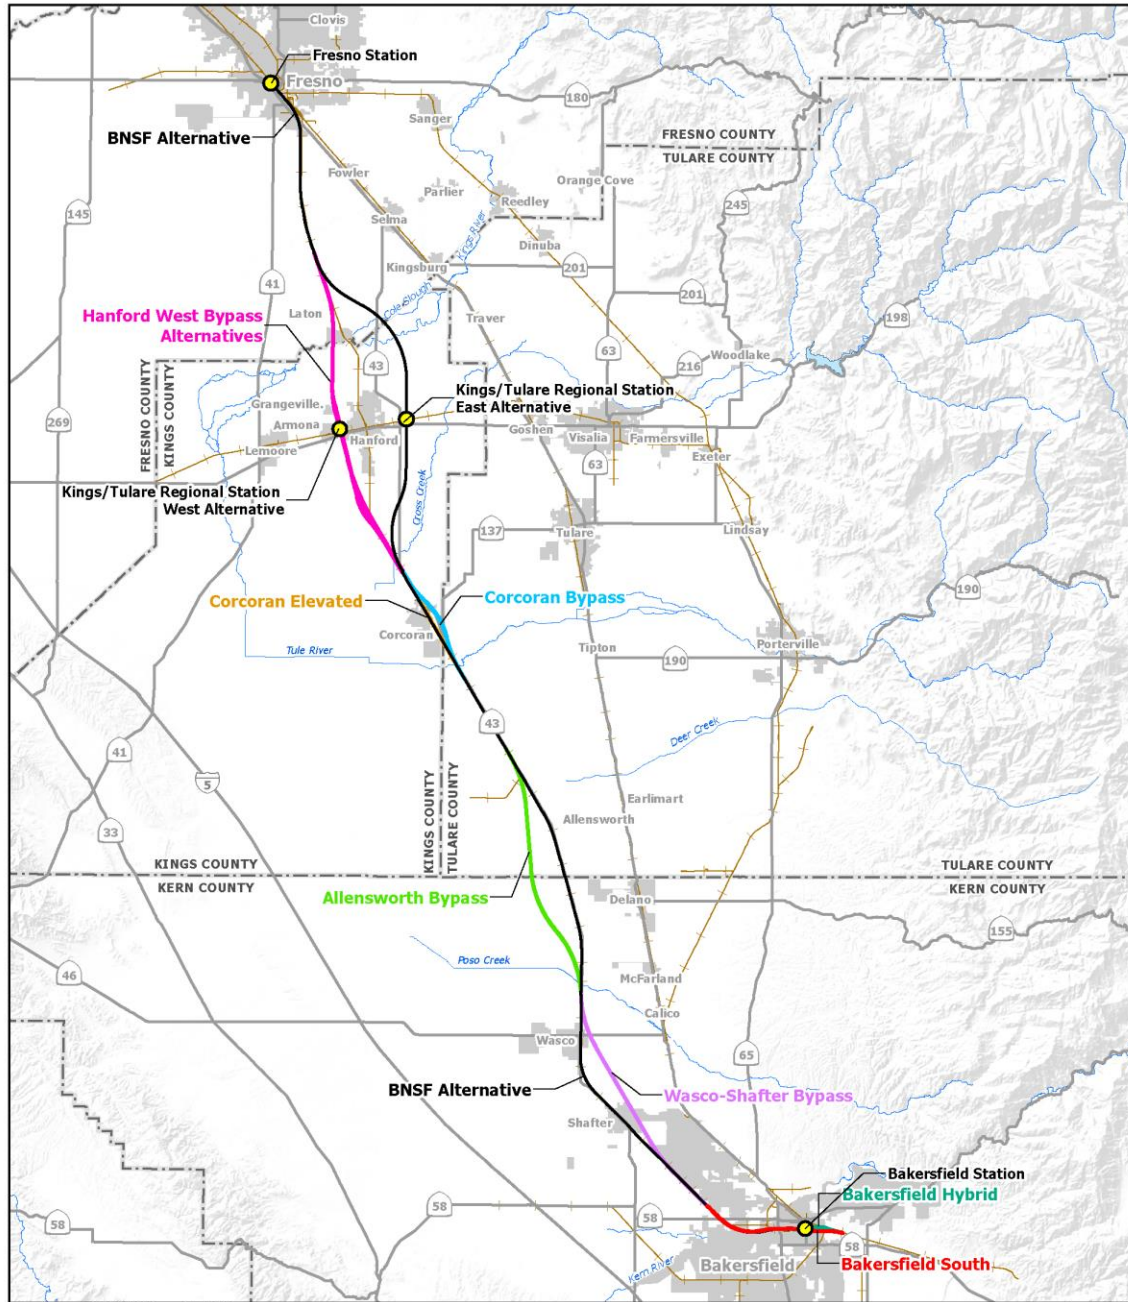 Clovis
Fresno Station
Fresno
180
BNSF Alternative
Sanger
FRESNO COUNTY
TULARE COUNTY
Fowler
Parlier
Orange Cove
Reedley
245
145
Selma
Kings River
Dinuba
Kingsburg
201
41
201
Cole Slough
Hanford West Bypass
Alternatives
Laton
Traver
198
63
43
Woodlake
216
FRESNO COUNTY
KINGS COUNTY
Kings/Tulare Regional Station
East Alternative
Grangeville
269
Armona
Hanford
Goshen
Visalia
Farmersville
Lemoore
Exeter
63
Kings/Tulare Regional Station
West Alternative
Cross Creek
137
Tulare
Lindsay
190
Corcoran Elevated
Corcoran Bypass
Corcoran
Tule River
Tipton
190
Porterville
43
Deer Creek
41
5
KINGS COUNTY
TULARE COUNTY
Earlimart
Allensworth
33
KINGS COUNTY
KERN COUNTY
TULARE COUNTY
KERN COUNTY
Allensworth Bypass
Delano
155
Poso Creek
46
McFarland
Calico
Wasco
65
BNSF Alternative
Wasco-Shafter Bypass
Shafter
Bakersfield Station
Bakersfield Hybrid
58
58
58
58
Bakersfield
Bakersfield South
Kern River